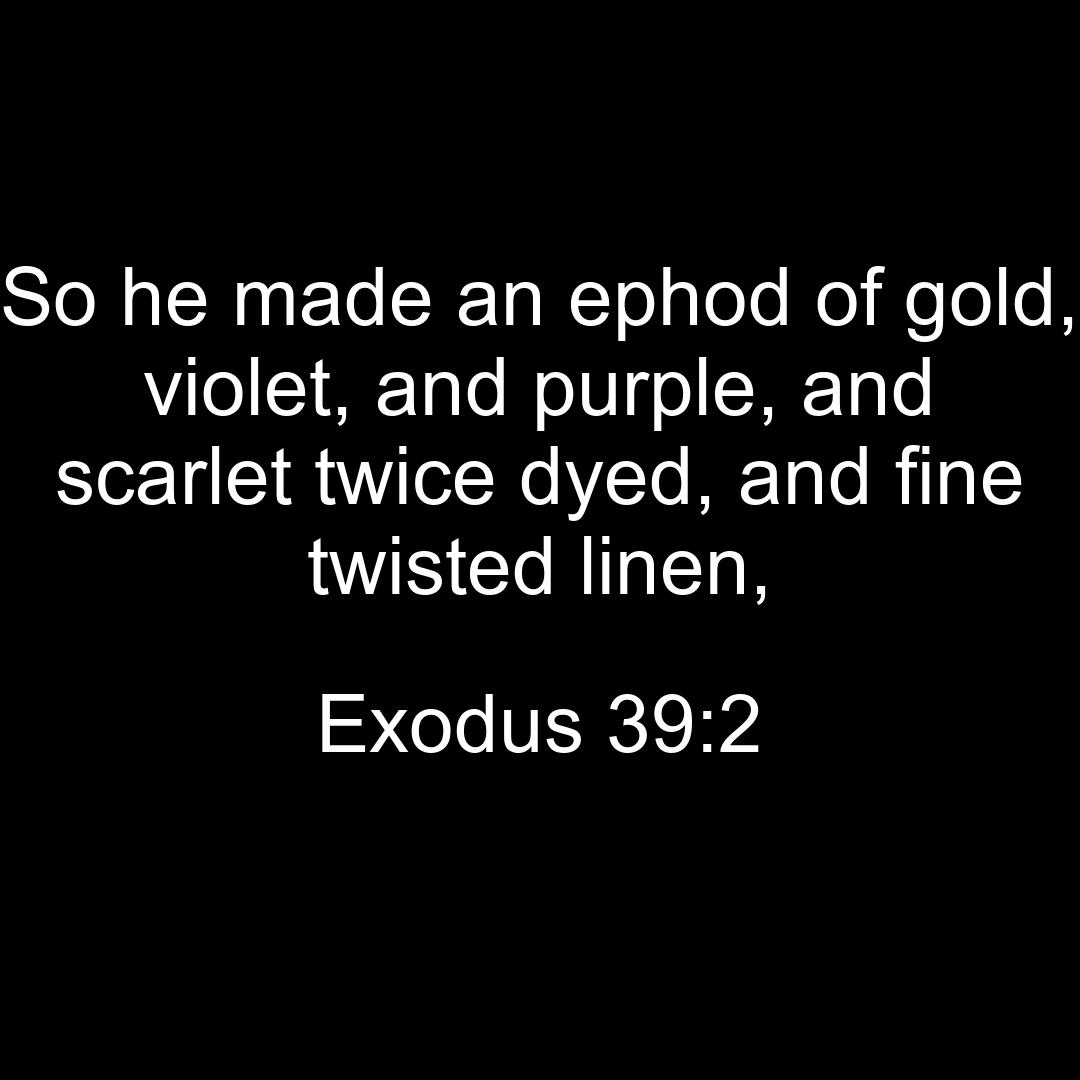 So he made an ephod of gold,
violet, and purple, and
scarlet twice dyed, and fine
twisted linen,
Exodus 39:2